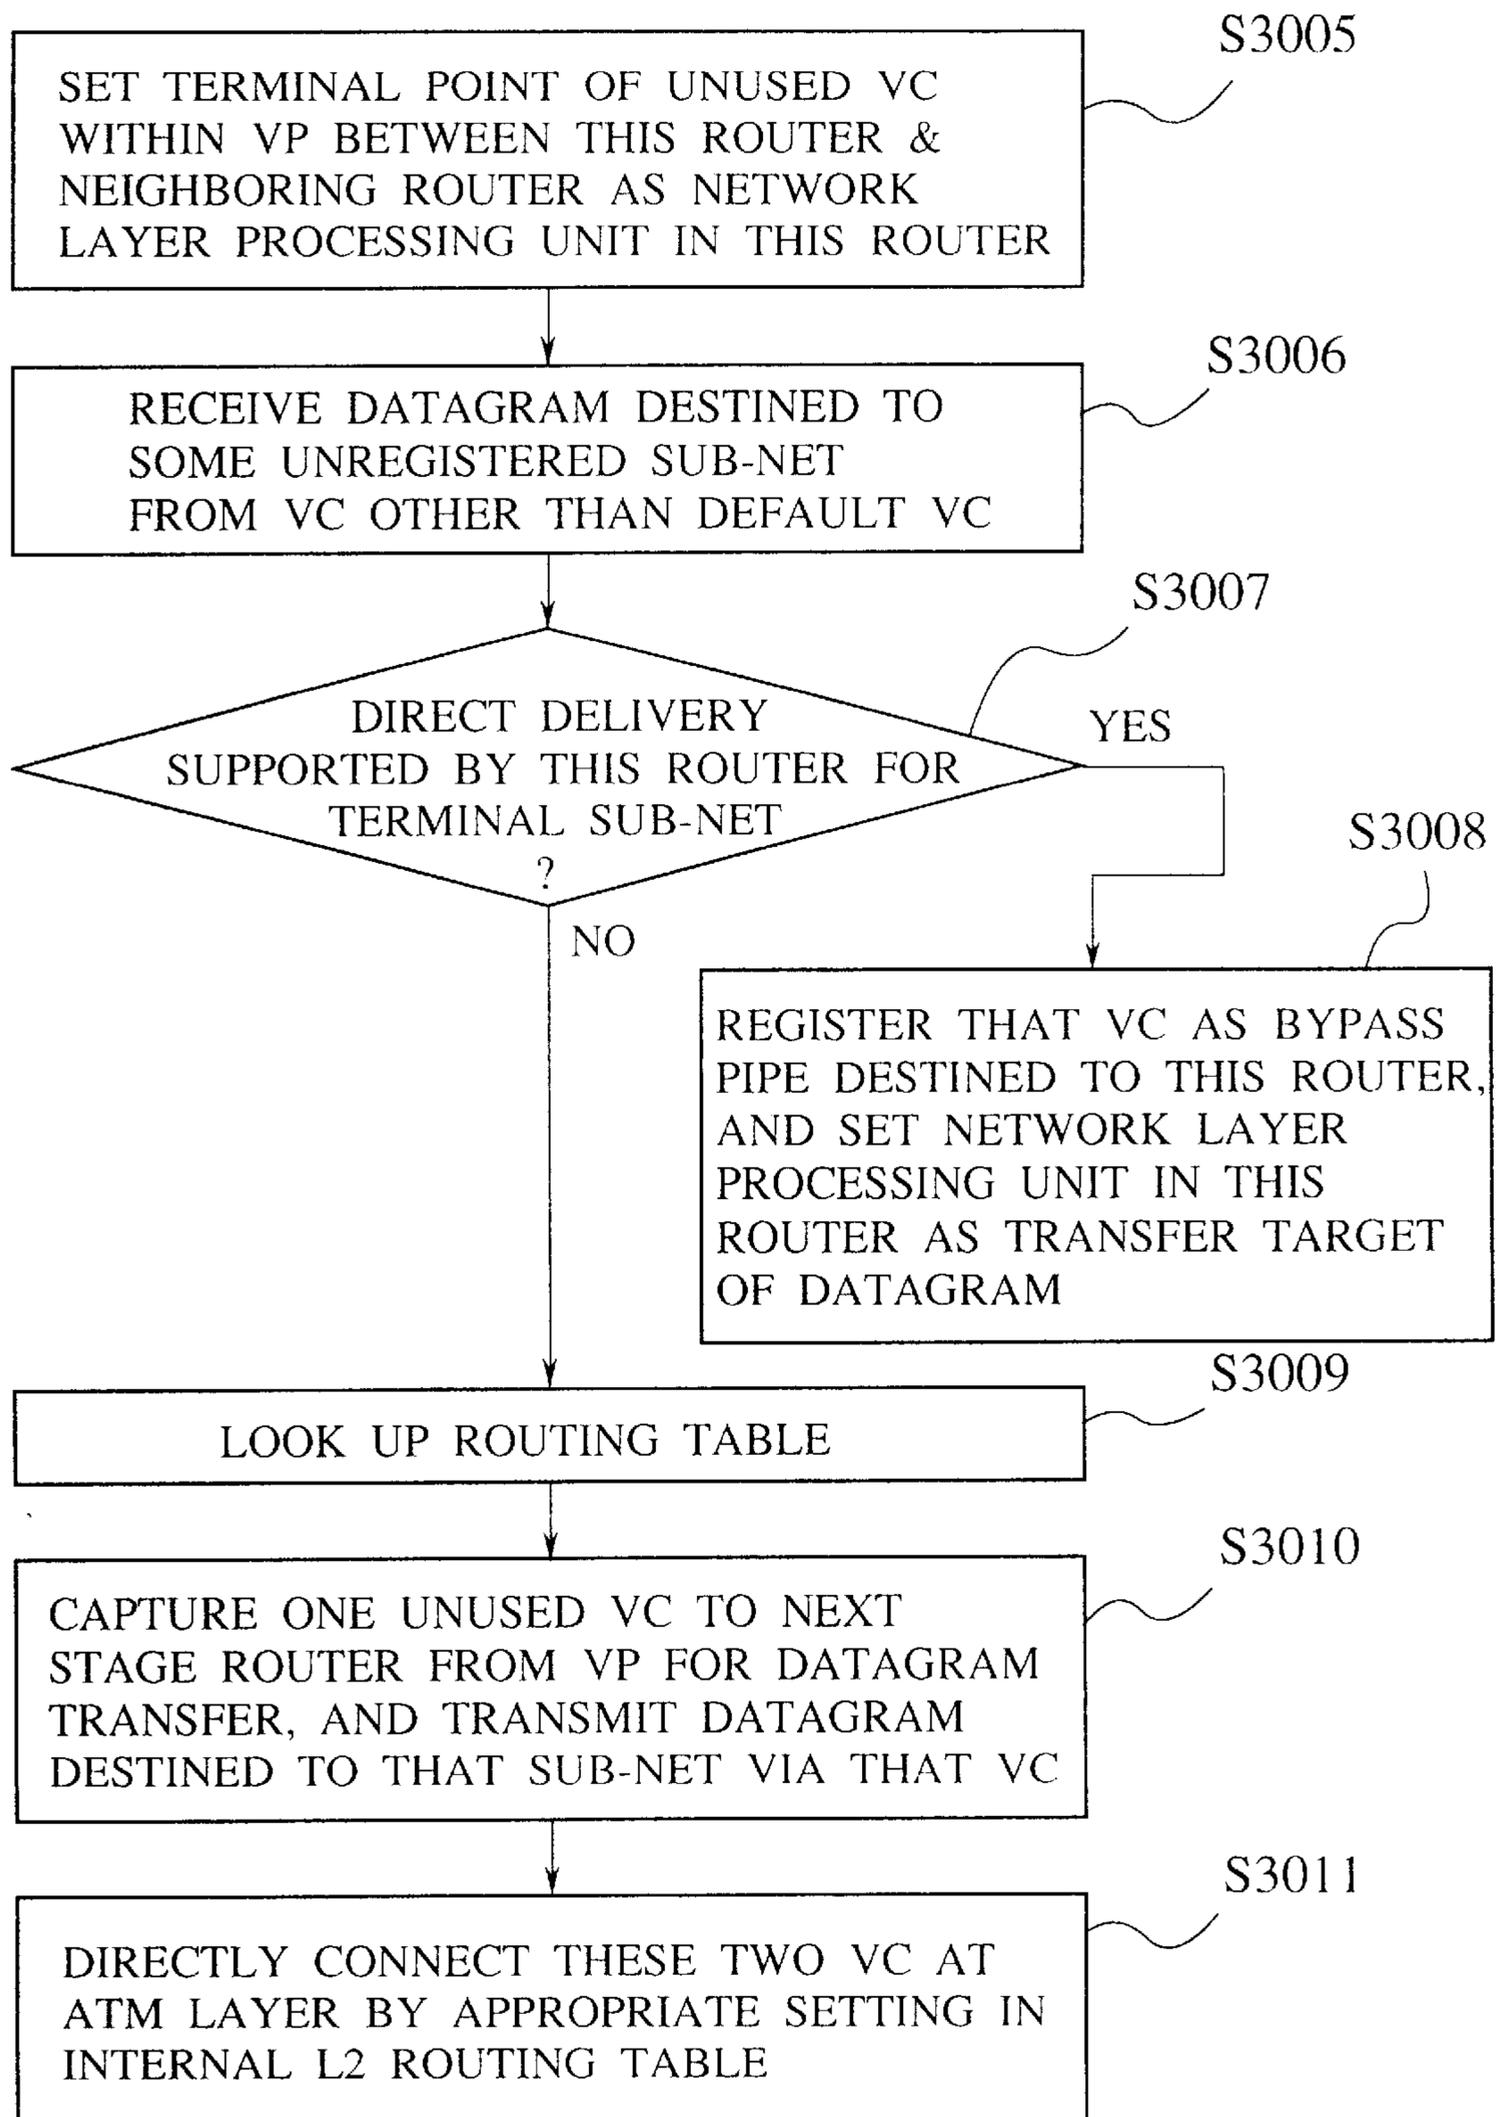 S3005
SET TERMINAL POINT OF UNUSED VC
WITHIN VP BETWEEN THIS ROUTER &
NEIGHBORING ROUTER AS NETWORK
LAYER PROCESSING UNIT IN THIS ROUTER
S3006
RECEIVE DATAGRAM DESTINED TO
SOME UNREGISTERED SUB-NET
FROM VC OTHER THAN DEFAULT VC
S3007
DIRECT DELIVERY
SUPPORTED BY THIS ROUTER FOR
TERMINAL SUB-NET
?
YES
NO
S3008
REGISTER THAT VC AS BYPASS
PIPE DESTINED TO THIS ROUTER,
AND SET NETWORK LAYER
PROCESSING UNIT IN THIS
ROUTER AS TRANSFER TARGET
OF DATAGRAM
S3009
LOOK UP ROUTING TABLE
S3010
CAPTURE ONE UNUSED VC TO NEXT
STAGE ROUTER FROM VP FOR DATAGRAM
TRANSFER, AND TRANSMIT DATAGRAM
DESTINED TO THAT SUB-NET VIA THAT VC
S3011
DIRECTLY CONNECT THESE TWO VC AT
ATM LAYER BY APPROPRIATE SETTING IN
INTERNAL L2 ROUTING TABLE